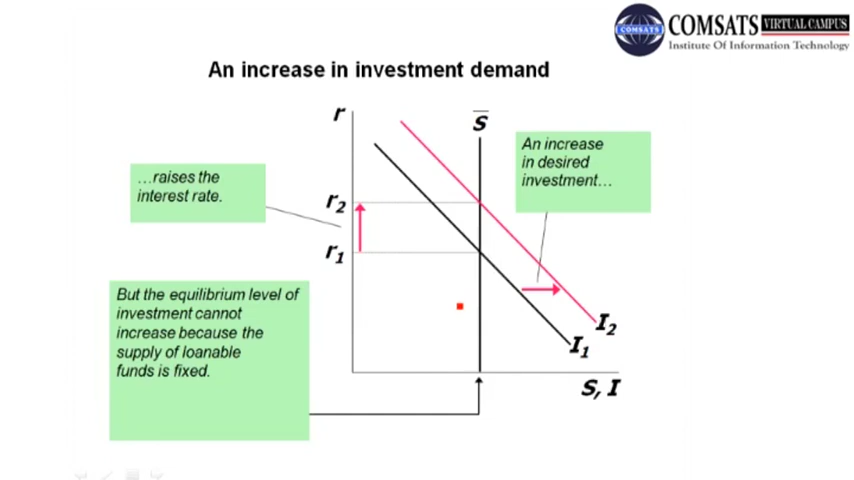 COMSATS
COMSATS VIRTUAL CAMPUS
Institute Of Information Technology
An increase in investment demand
r
S̅
An increase
in desired
investment…
…raises the
interest rate.
r₂
r₁
But the equilibrium level of
investment cannot
increase because the
supply of loanable
funds is fixed.
I₂
I₁
S, I